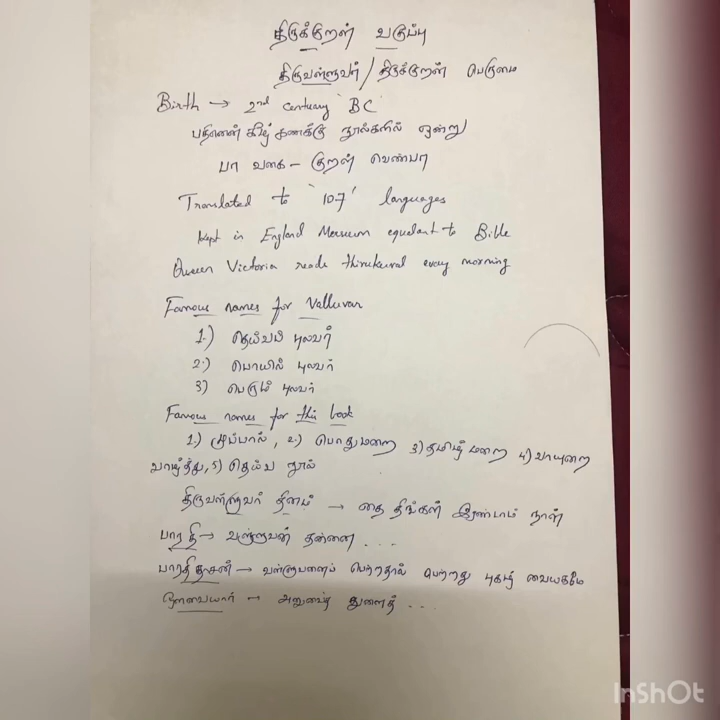 திருக்குறள் வகுப்பு
திருவள்ளுவர் / திருக்குறள் பெருமை
Birth → 2nd century BC
பதினென் கீழ் கணக்கு நூல்களில் ஒன்று
பா வகை - குறள் வெண்பா
Translated to '107' languages
kept in England Museum equalant to Bible
Queen Victoria reads thirukural every morning
Famous names for Valluvar
1.) தெய்வப் புலவர்
2.) பொயில் புலவர்
3) பெரும் புலவர்
Famous names for this book
1.) முப்பால், 2.) பொதுமறை 3) தமிழ் மறை 4) வாயுறை
வாழ்த்து, 5) தெய்வ நூல்
திருவள்ளுவர் தினம் → தை திங்கள் இரண்டாம் நாள்
பாரதி → வள்ளுவன் தன்னை . . .
பாரதிதாசன் → வள்ளுவனைப் பெற்றதால் பெற்றது புகழ் வையகமே
ஔவையார் → அணுவைத் துளைத் . . .
InShOt